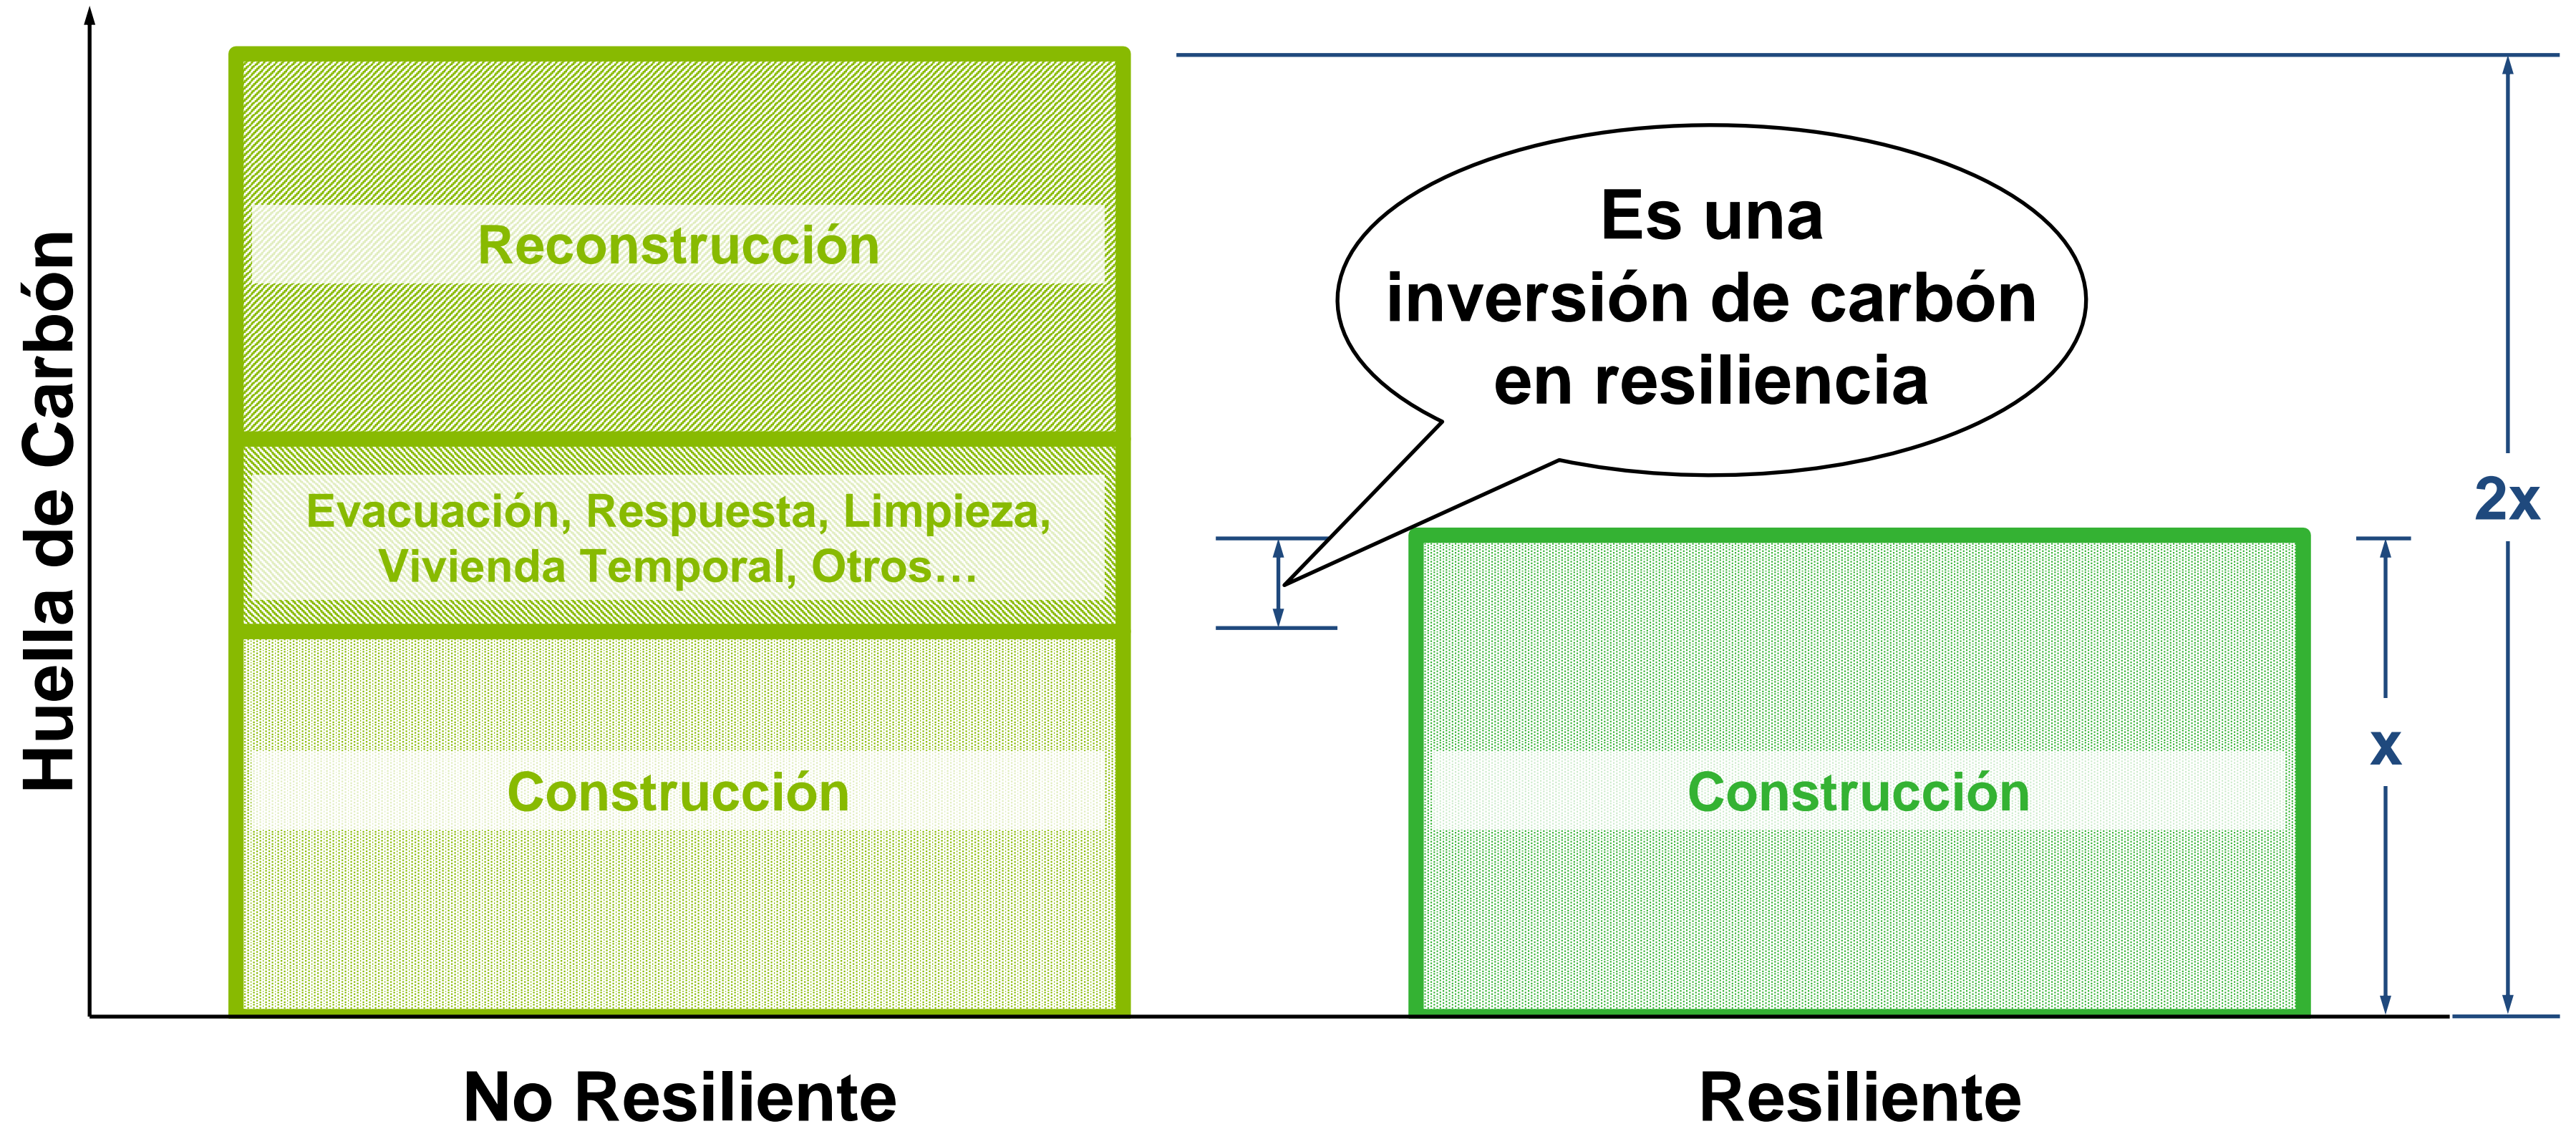 Huella de Carbón
Reconstrucción
Evacuación, Respuesta, Limpieza,
Vivienda Temporal, Otros…
Construcción
Es una
inversión de carbón
en resiliencia
Construcción
x
2x
No Resiliente
Resiliente